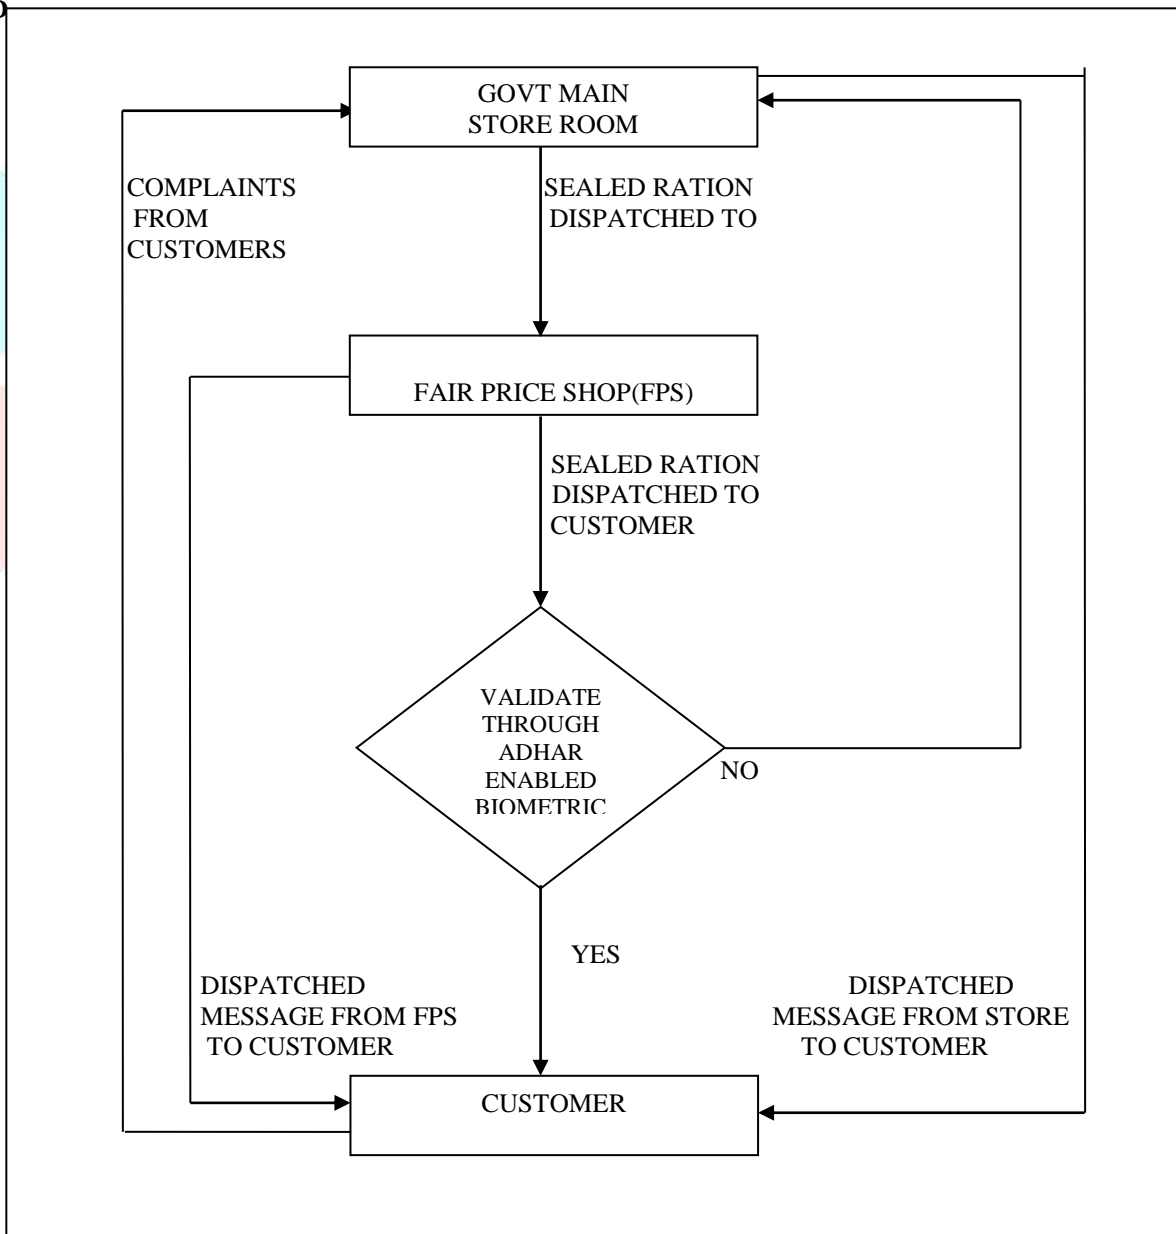 GOVT MAIN
STORE ROOM
COMPLAINTS
FROM
CUSTOMERS
SEALED RATION
DISPATCHED TO
FAIR PRICE SHOP(FPS)
SEALED RATION
DISPATCHED TO
CUSTOMER
VALIDATE
THROUGH
ADHAR
ENABLED
BIOMETRIC
NO
YES
DISPATCHED
MESSAGE FROM FPS
TO CUSTOMER
DISPATCHED
MESSAGE FROM STORE
TO CUSTOMER
CUSTOMER